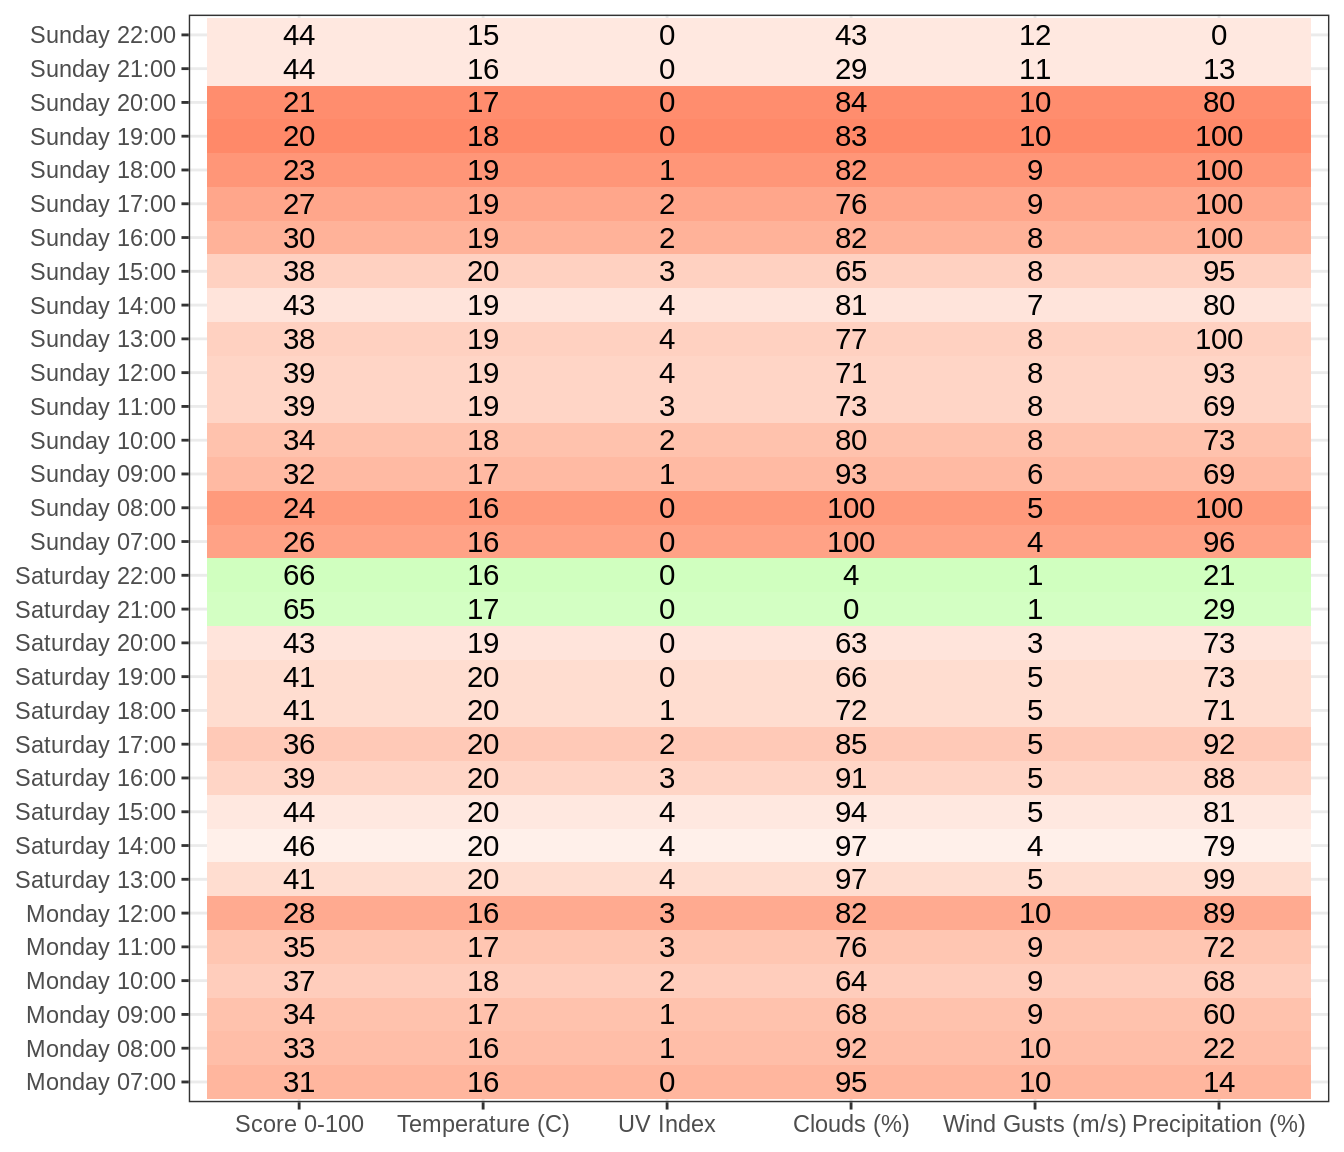 Sunday 22:00 44 15 0 43 12 0
Sunday 21:00 44 16 0 29 11 13
Sunday 20:00 21 17 0 84 10 80
Sunday 19:00 20 18 0 83 10 100
Sunday 18:00 23 19 1 82 9 100
Sunday 17:00 27 19 2 76 9 100
Sunday 16:00 30 19 2 82 8 100
Sunday 15:00 38 20 3 65 8 95
Sunday 14:00 43 19 4 81 7 80
Sunday 13:00 38 19 4 77 8 100
Sunday 12:00 39 19 4 71 8 93
Sunday 11:00 39 19 3 73 8 69
Sunday 10:00 34 18 2 80 8 73
Sunday 09:00 32 17 1 93 6 69
Sunday 08:00 24 16 0 100 5 100
Sunday 07:00 26 16 0 100 4 96
Saturday 22:00 66 16 0 4 1 21
Saturday 21:00 65 17 0 0 1 29
Saturday 20:00 43 19 0 63 3 73
Saturday 19:00 41 20 0 66 5 73
Saturday 18:00 41 20 1 72 5 71
Saturday 17:00 36 20 2 85 5 92
Saturday 16:00 39 20 3 91 5 88
Saturday 15:00 44 20 4 94 5 81
Saturday 14:00 46 20 4 97 4 79
Saturday 13:00 41 20 4 97 5 99
Monday 12:00 28 16 3 82 10 89
Monday 11:00 35 17 3 76 9 72
Monday 10:00 37 18 2 64 9 68
Monday 09:00 34 17 1 68 9 60
Monday 08:00 33 16 1 92 10 22
Monday 07:00 31 16 0 95 10 14
Score 0-100 Temperature (C) UV Index Clouds (%) Wind Gusts (m/s) Precipitation (%)